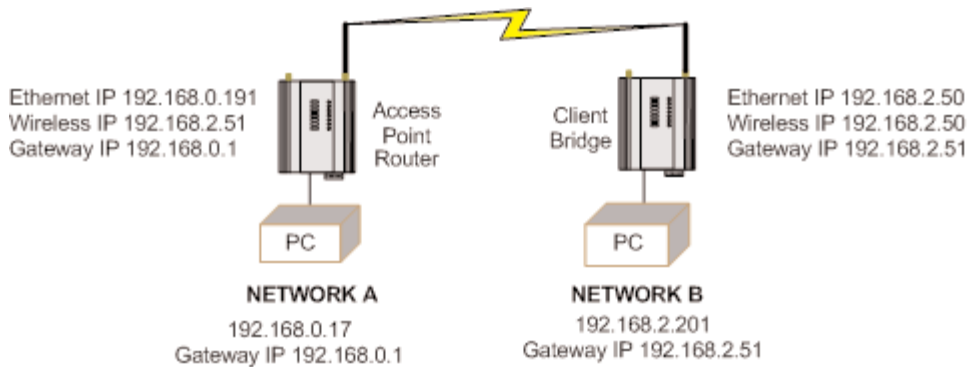 Ethernet IP 192.168.0.191
Wireless IP 192.168.2.51
Gateway IP 192.168.0.1
Access
Point
Router
Client
Bridge
Ethernet IP 192.168.2.50
Wireless IP 192.168.2.50
Gateway IP 192.168.2.51
PC
PC
NETWORK A
192.168.0.17
Gateway IP 192.168.0.1
NETWORK B
192.168.2.201
Gateway IP 192.168.2.51